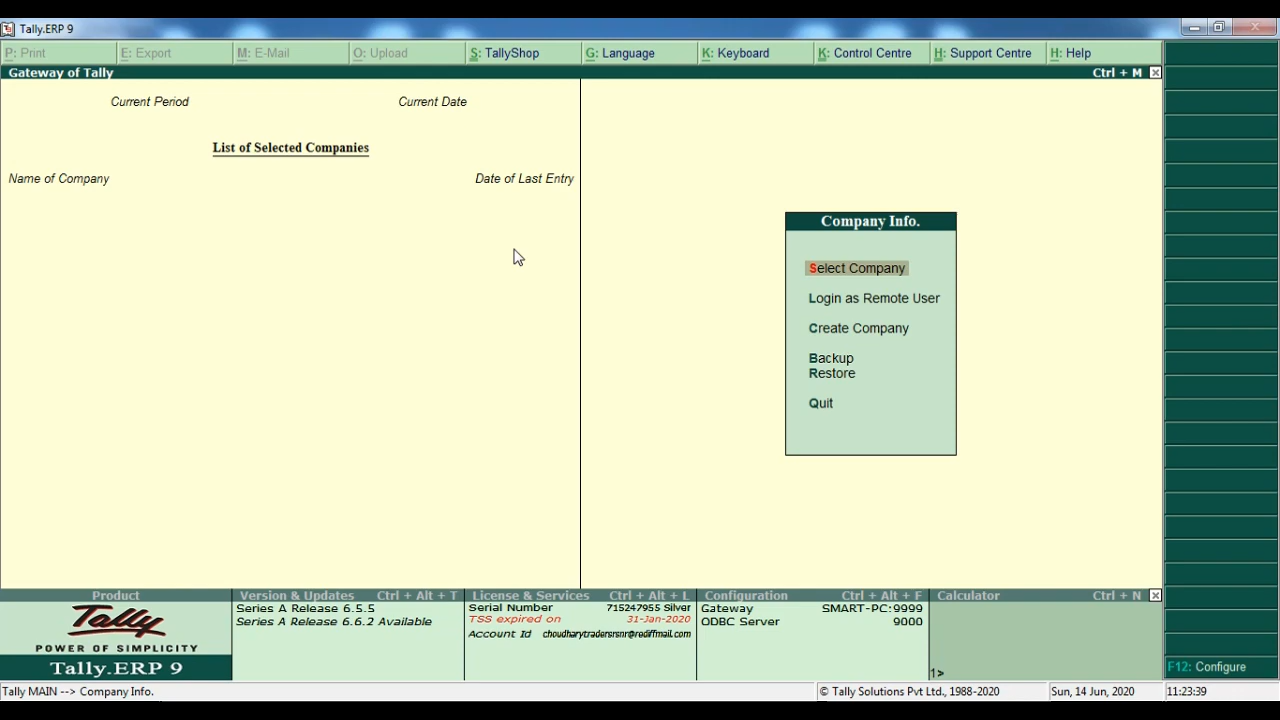 Tally.ERP 9
P: Print E: Export M: E-Mail O: Upload S: TallyShop G: Language K: Keyboard K: Control Centre H: Support Centre H: Help
Gateway of Tally Ctrl + M
Current Period Current Date
List of Selected Companies
Name of Company Date of Last Entry
Company Info.
Select Company
Login as Remote User
Create Company
Backup
Restore
Quit
Product
Tally
POWER OF SIMPLICITY
Tally.ERP 9
Version & Updates Ctrl + Alt + T
Series A Release 6.5.5
Series A Release 6.6.2 Available
License & Services Ctrl + Alt + L
Serial Number 715247955 Silver
TSS expired on 31-Jan-2020
Account Id choudharytradersrsnr@rediffmail.com
Configuration Ctrl + Alt + F
Gateway SMART-PC:9999
ODBC Server 9000
Calculator Ctrl + N
1>
F12: Configure
Tally MAIN --> Company Info. © Tally Solutions Pvt Ltd., 1988-2020 Sun, 14 Jun, 2020 11:23:39